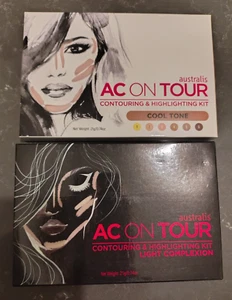 australis
AC ON TOUR
CONTOURING & HIGHLIGHTING KIT
COOL TONE
australis
AC ON TOUR
CONTOURING & HIGHLIGHTING KIT
LIGHT COMPLEXION